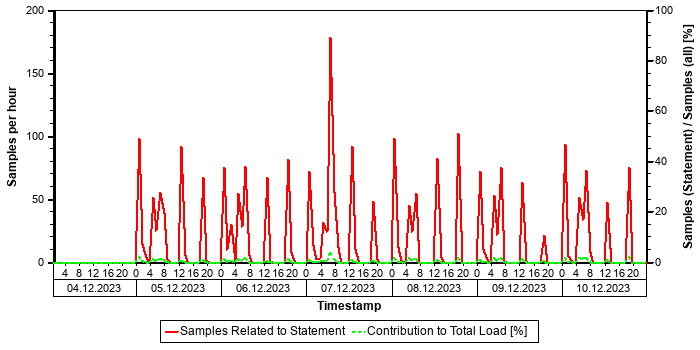 200
150
100
50
0
Samples per hour
100
80
60
40
20
0
Samples (Statement) / Samples (all) [%]
4 8 12 16 20 0 4 8 12 16 20 0 4 8 12 16 20 0 4 8 12 16 20 0 4 8 12 16 20 0 4 8 12 16 20 0 4 8 12 16 20
04.12.2023 05.12.2023 06.12.2023 07.12.2023 08.12.2023 09.12.2023 10.12.2023
Timestamp
Samples Related to Statement Contribution to Total Load [%]